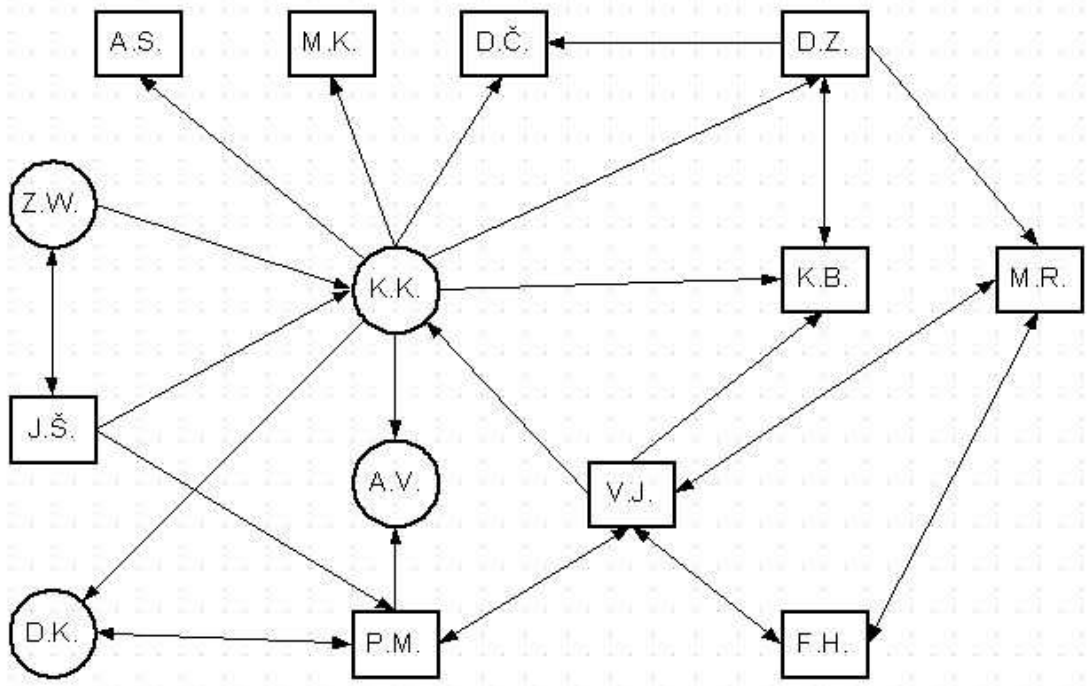 A.S.
M.K.
D.Č.
D.Z.
Z.W.
K.K.
K.B.
M.R.
J.Š.
A.V.
V.J.
D.K.
P.M.
F.H.